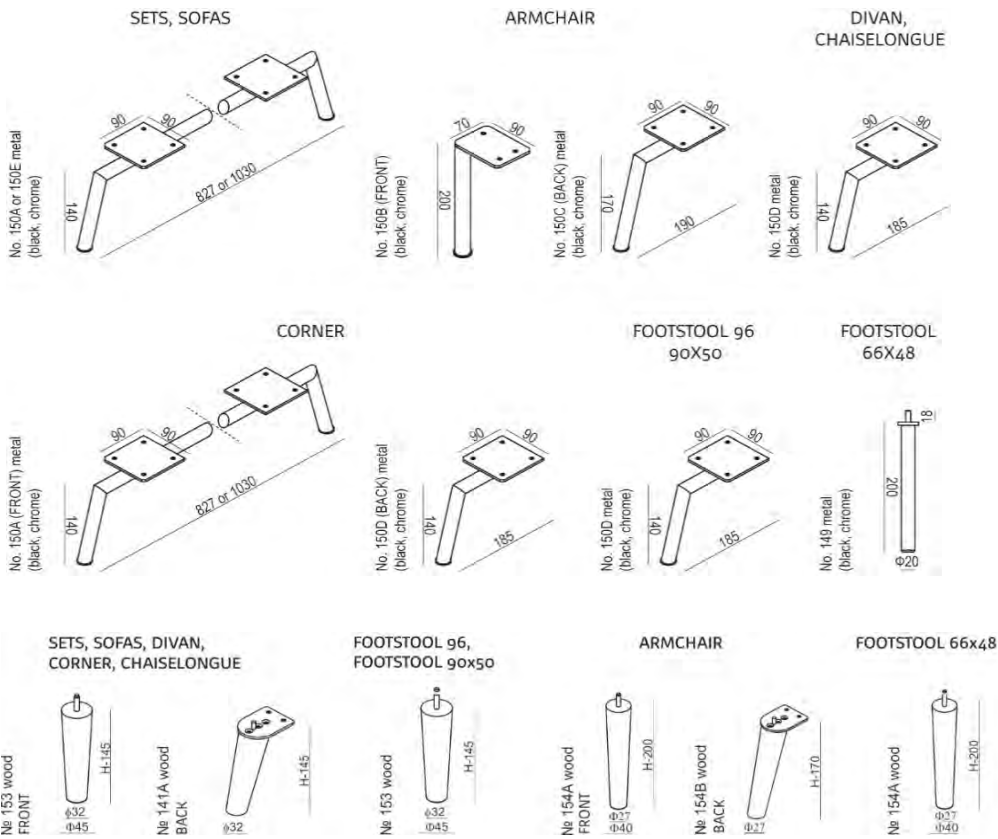 SETS, SOFAS
ARMCHAIR
DIVAN,
CHAISELONGUE
No. 150A or 150E metal
(black, chrome)
140
90
90
827 or 1030
No. 150B (FRONT)
(black, chrome)
200
70
90
No. 150C (BACK) metal
(black, chrome)
170
90
90
190
No. 150D metal
(black, chrome)
140
90
90
185
CORNER
FOOTSTOOL 96
90X50
FOOTSTOOL
66X48
No. 150A (FRONT) metal
(black, chrome)
140
90
90
827 or 1030
No. 150D (BACK) metal
(black, chrome)
140
90
90
185
No. 150D metal
(black, chrome)
140
90
90
185
No. 149 metal
(black, chrome)
200
18
Φ20
SETS, SOFAS, DIVAN,
CORNER, CHAISELONGUE
FOOTSTOOL 96,
FOOTSTOOL 90x50
ARMCHAIR
FOOTSTOOL 66x48
№ 153 wood
FRONT
H-145
ϕ32
Φ45
№ 141A wood
BACK
H-145
ϕ32
№ 153 wood
H-145
ϕ32
Φ45
№ 154A wood
FRONT
H-200
Φ27
Φ40
№ 154B wood
BACK
H-170
Φ27
№ 154A wood
H-200
Φ27
Φ40